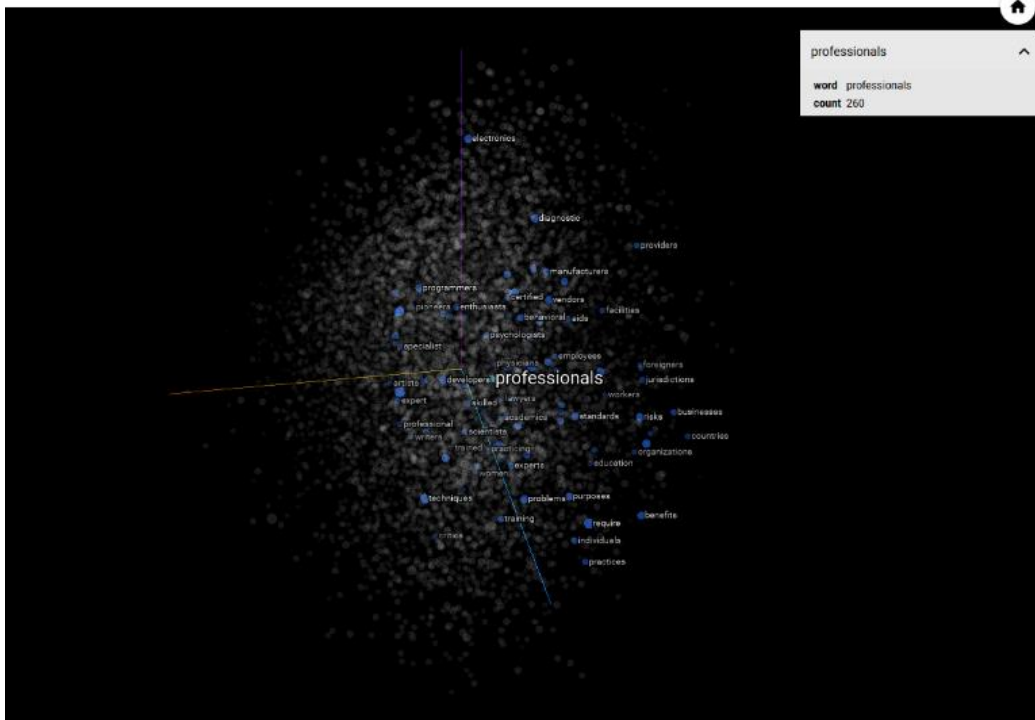 professionals
word professionals
count 260
electronics
diagnostic
providers
manufacturers
programmers
certified
vendors
pioneers
enthusiasts
facilities
behavioral
aids
psychologists
specialist
employees
physicians
foreigners
artists
developers
professionals
jurisdictions
workers
expert
skilled
lawyers
academics
standards
risks
businesses
professional
writers
scientists
countries
trained
practicing
organizations
women
experts
education
techniques
problems
purposes
training
require
benefits
critics
individuals
practices